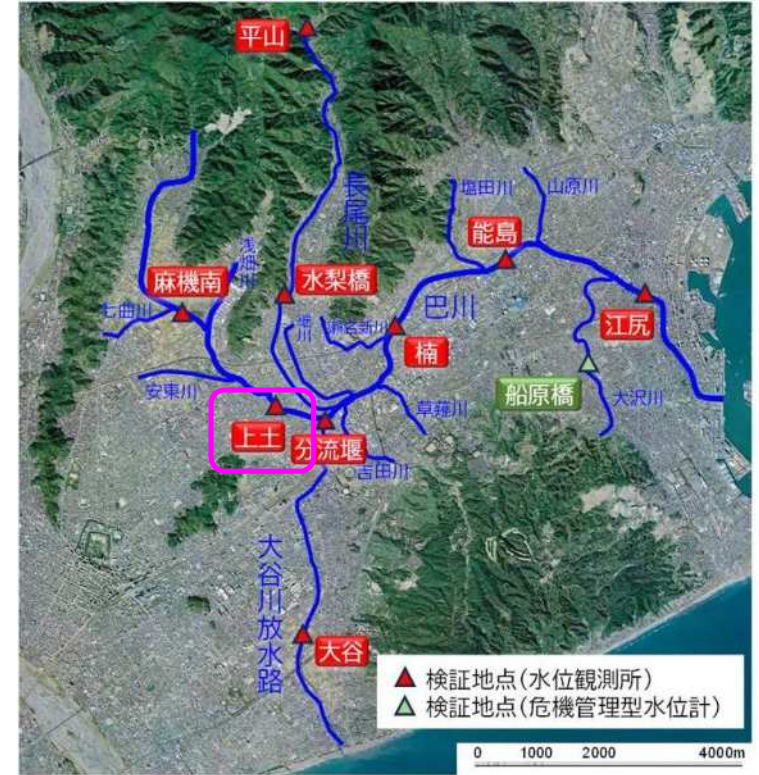 平山
長尾川
塩田川
山原川
能島
浅畑川
麻機南
水梨橋
七曲川
巴川
江尻
楠
安東川
船原橋
大沢川
上土
草薙川
分流堰
吉田川
大谷川放水路
大谷
検証地点(水位観測所)
検証地点(危機管理型水位計)
0 1000 2000 4000m